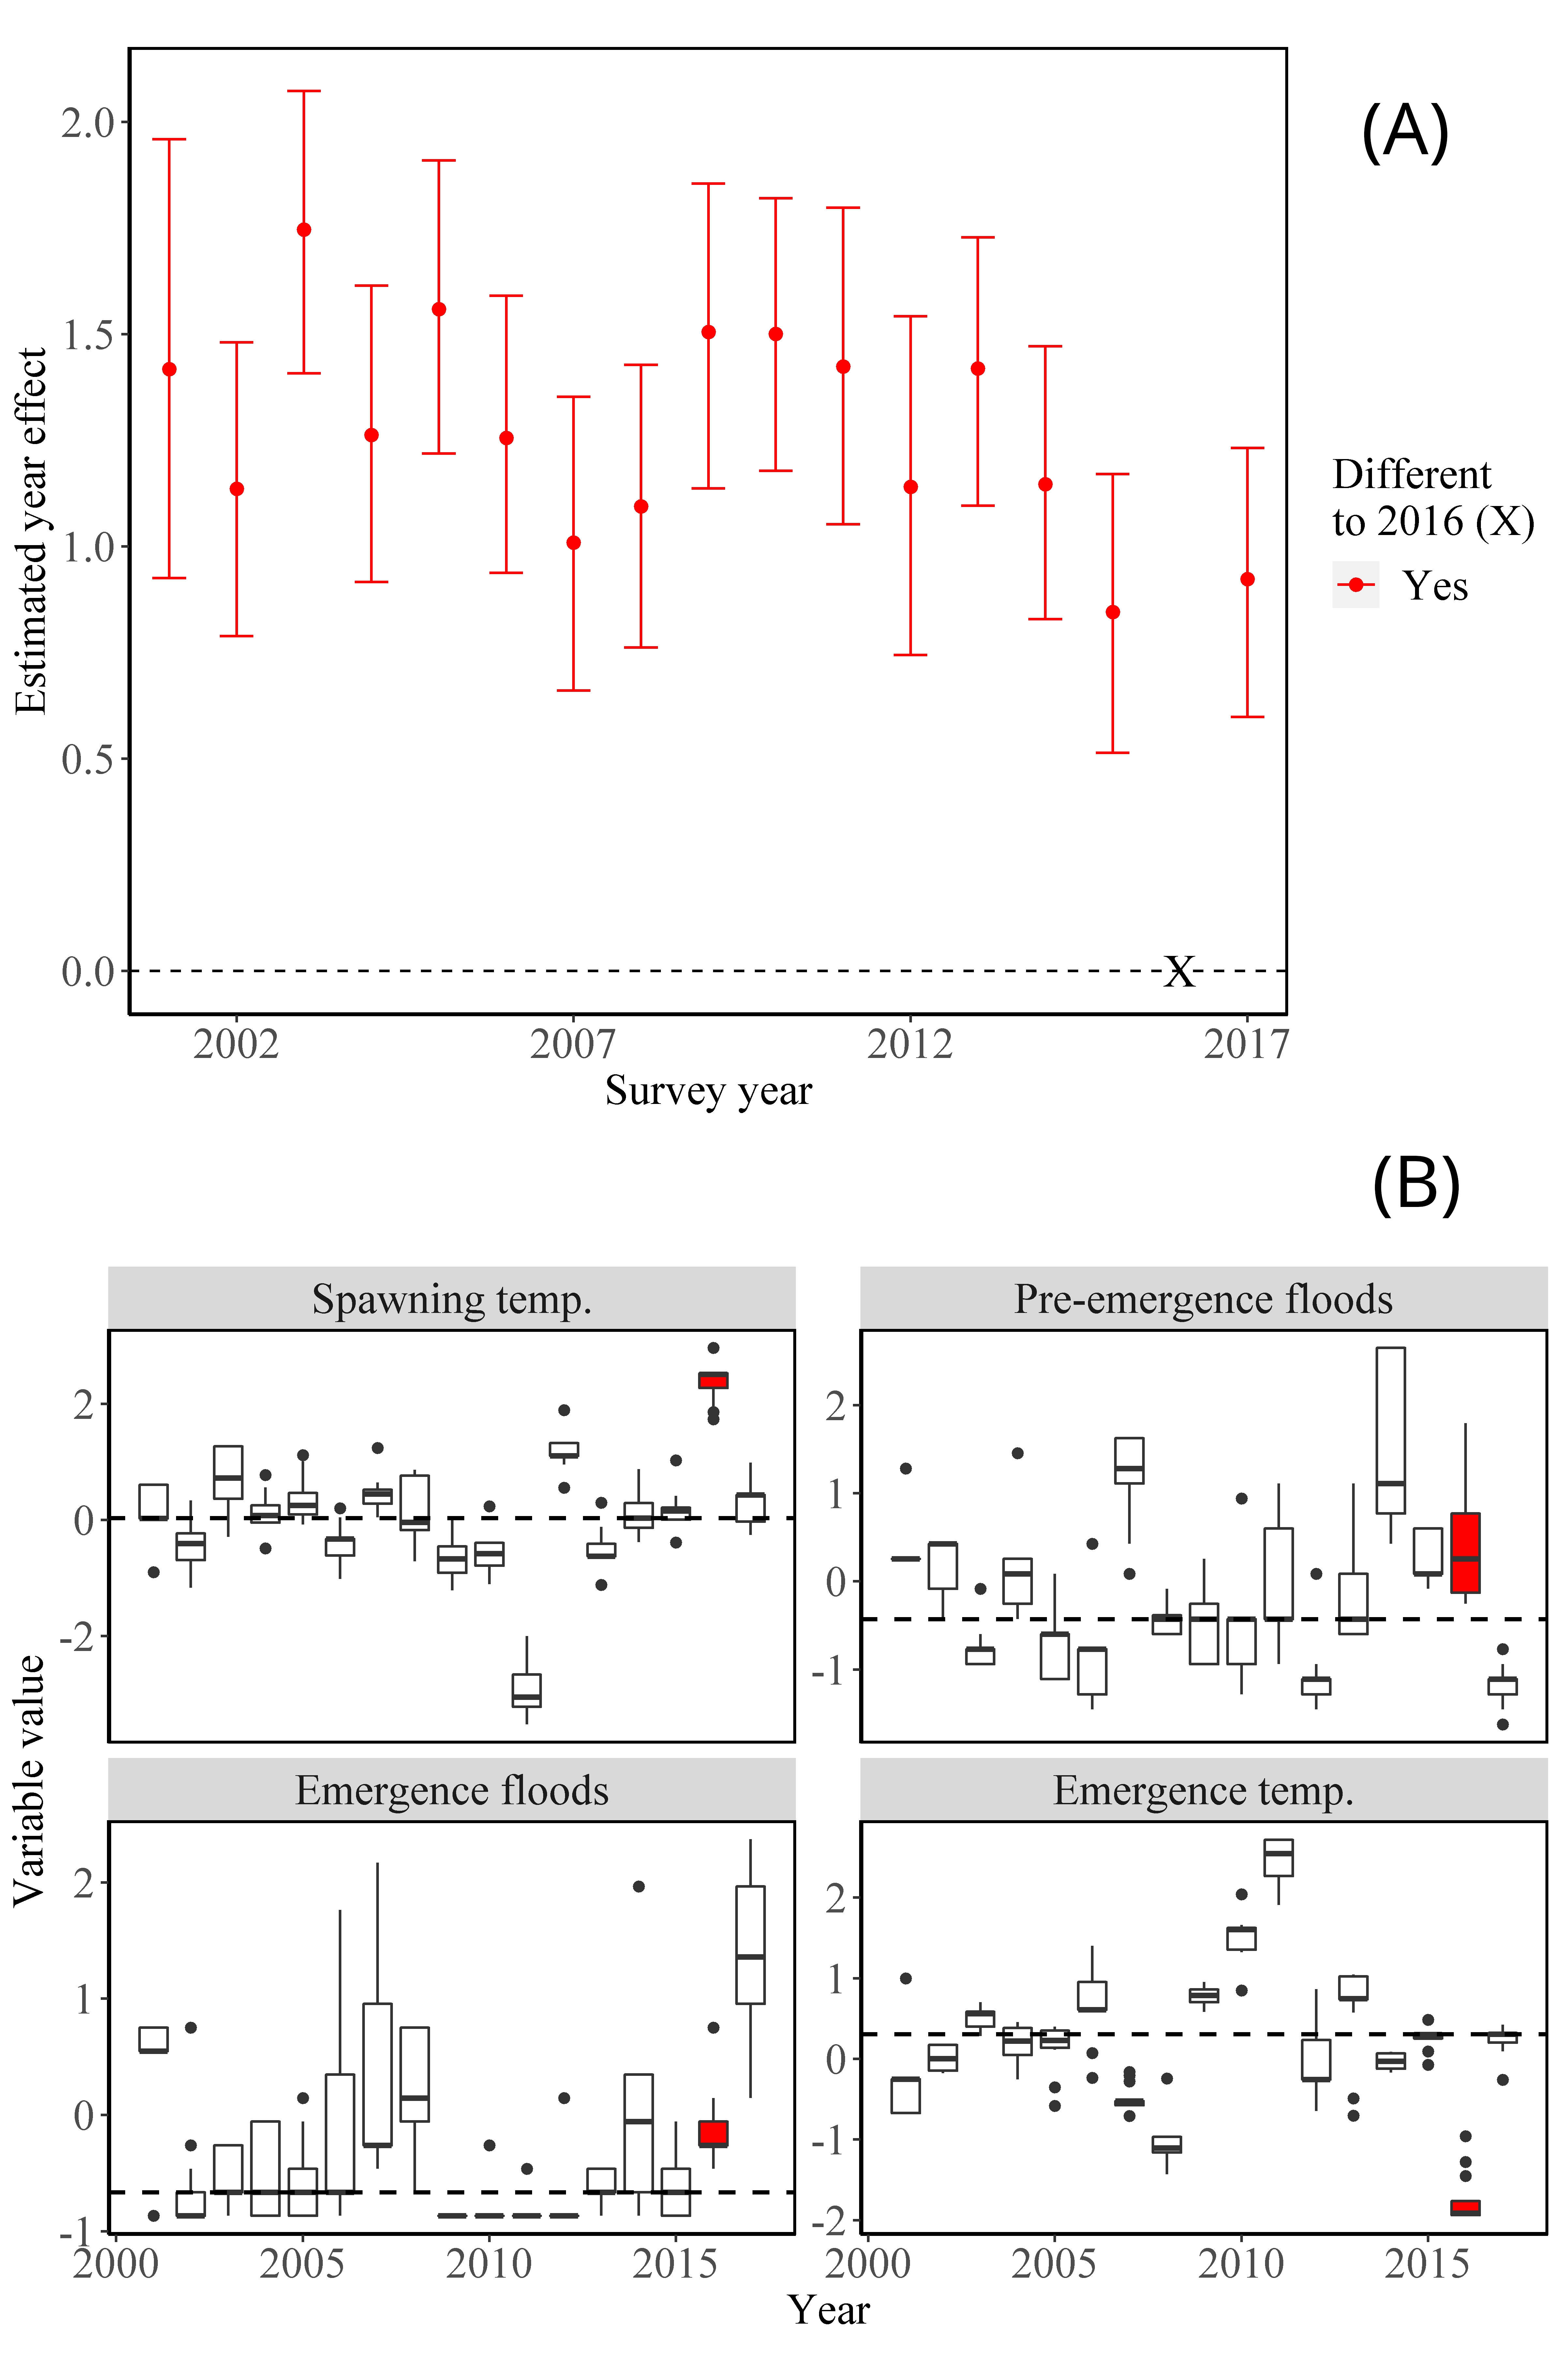 (A)
2.0
1.5
1.0
0.5
0.0
Estimated year effect
X
2002 2007 2012 2017
Survey year
Different
to 2016 (X)
Yes
(B)
Spawning temp.
2
0
-2
Pre-emergence floods
2
1
0
-1
Variable value
Emergence floods
2
1
0
-1
2000 2005 2010 2015
Emergence temp.
2
1
0
-1
-2
2000 2005 2010 2015
Year